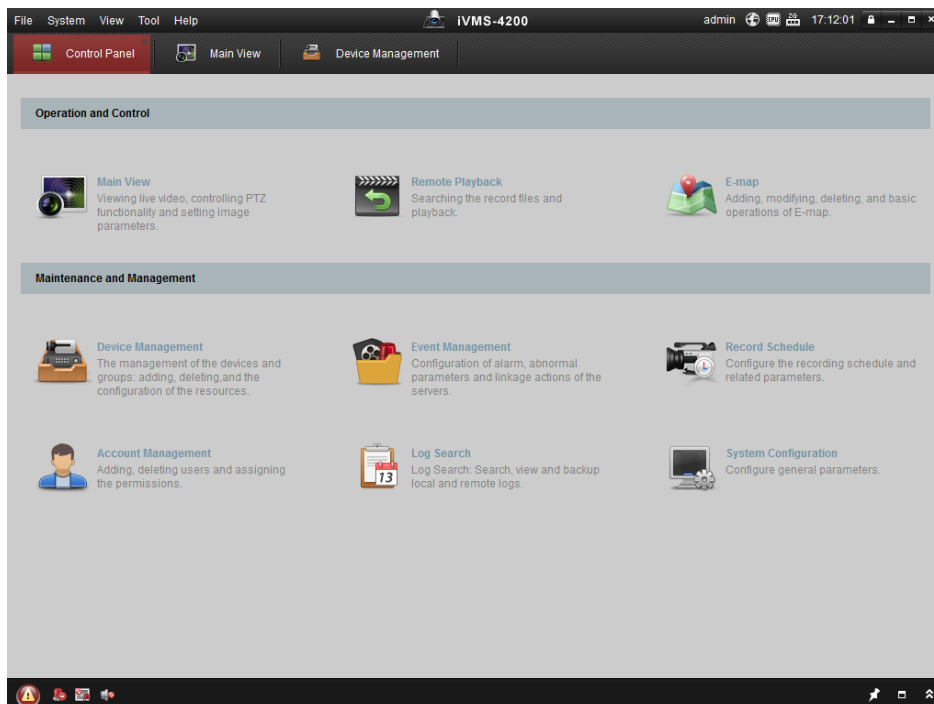 File System View Tool Help iVMS-4200 admin 17:12:01
Control Panel Main View Device Management
Operation and Control
Main View
Viewing live video, controlling PTZ
functionality and setting image
parameters.
Remote Playback
Searching the record files and
playback.
E-map
Adding, modifying, deleting, and basic
operations of E-map.
Maintenance and Management
Device Management
The management of the devices and
groups: adding, deleting,and the
configuration of the resources.
Event Management
Configuration of alarm, abnormal
parameters and linkage actions of the
servers.
Record Schedule
Configure the recording schedule and
related parameters.
Account Management
Adding, deleting users and assigning
the permissions.
13
Log Search
Log Search: Search, view and backup
local and remote logs.
System Configuration
Configure general parameters.